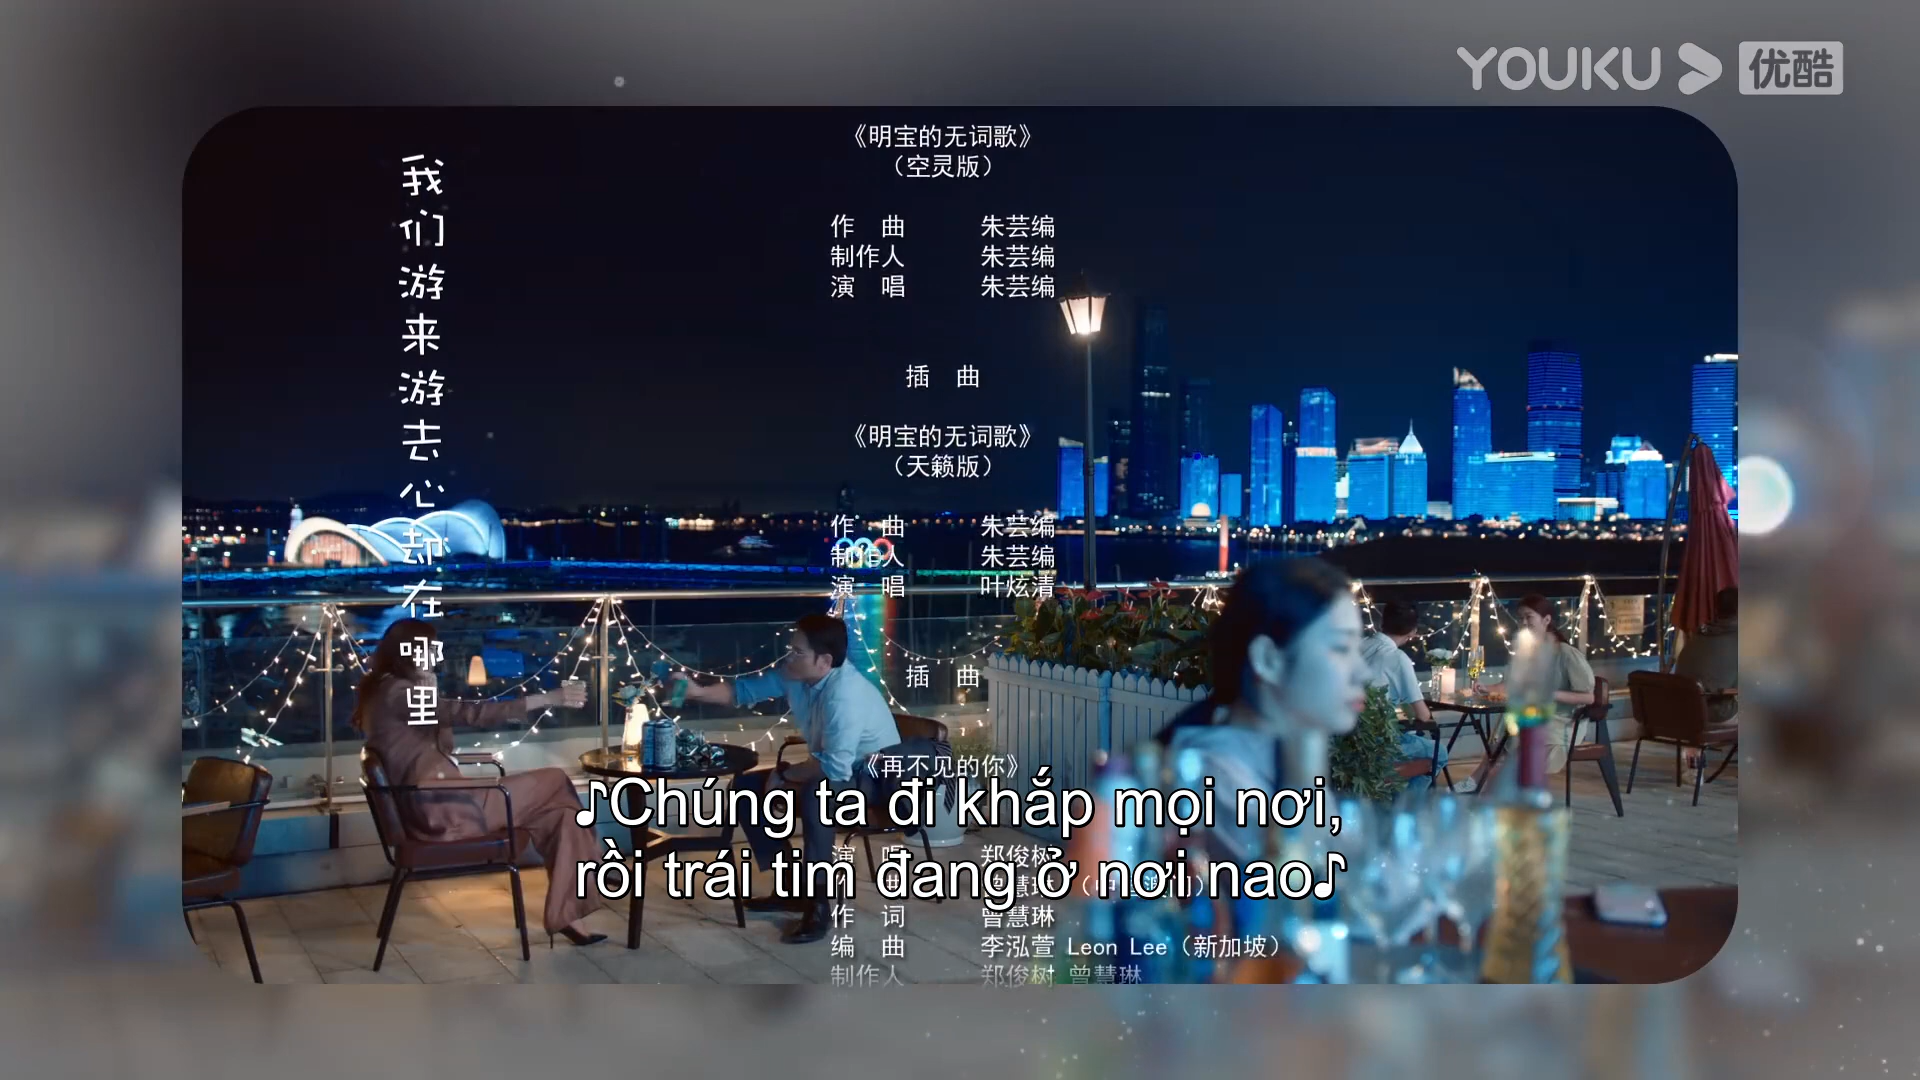 YOUKU 优酷
我们游来游去心却在哪里
《明宝的无词歌》
（空灵版）
作 曲 朱芸编
制作人 朱芸编
演 唱 朱芸编
插 曲
《明宝的无词歌》
（天籁版）
作 曲 朱芸编
制作人 朱芸编
演 唱 叶炫清
插 曲
《再不见的你》
♪Chúng ta đi khắp mọi nơi,
rồi trái tim đang ở nơi nao♪
演 唱 郑俊树
作 词 曾慧琳
编 曲 李泓萱 Leon Lee（新加坡）
制作人 郑俊树 曾慧琳